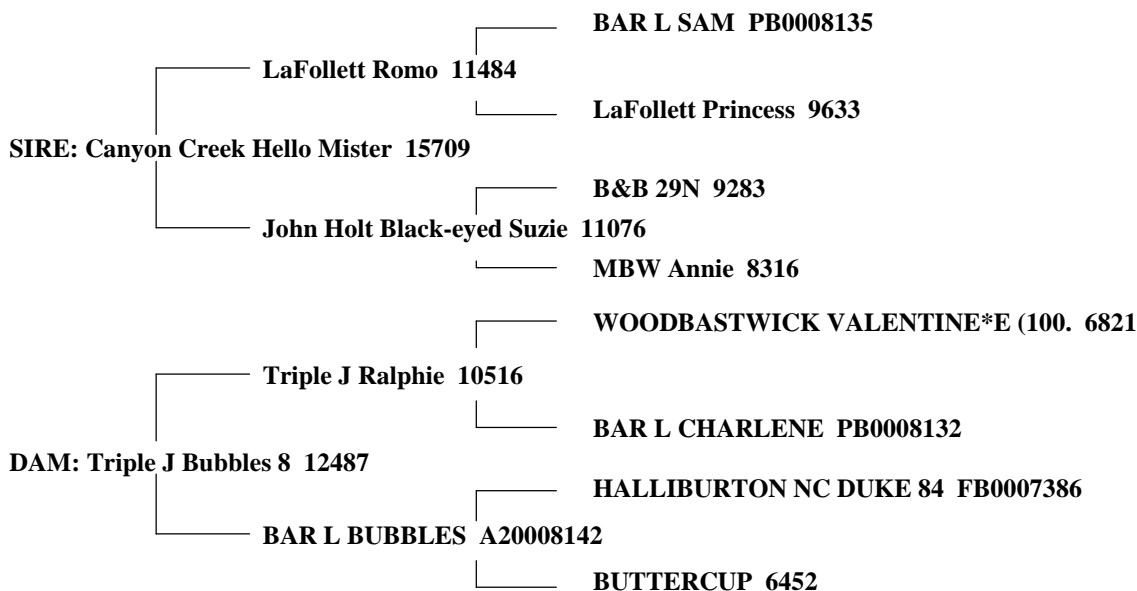 BAR L SAM  PB0008135
LaFollett Romo  11484
LaFollett Princess  9633
SIRE: Canyon Creek Hello Mister  15709
B&B 29N  9283
John Holt Black-eyed Suzie  11076
MBW Annie  8316
WOODBASTWICK VALENTINE*E (100.  6821
Triple J Ralphie  10516
BAR L CHARLENE  PB0008132
DAM: Triple J Bubbles 8  12487
HALLIBURTON NC DUKE 84  FB0007386
BAR L BUBBLES  A20008142
BUTTERCUP  6452